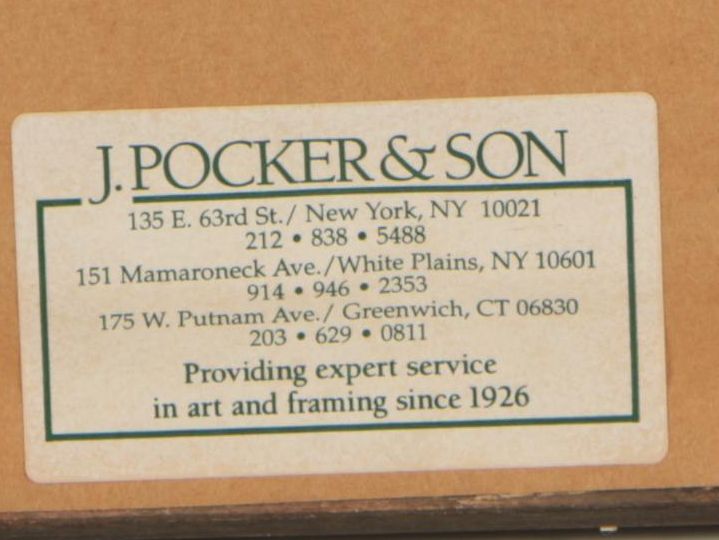 J. POCKER & SON
135 E. 63rd St./ New York, NY 10021
212 • 838 • 5488
151 Mamaroneck Ave./White Plains, NY 10601
914 • 946 • 2353
175 W. Putnam Ave./ Greenwich, CT 06830
203 • 629 • 0811
Providing expert service
in art and framing since 1926